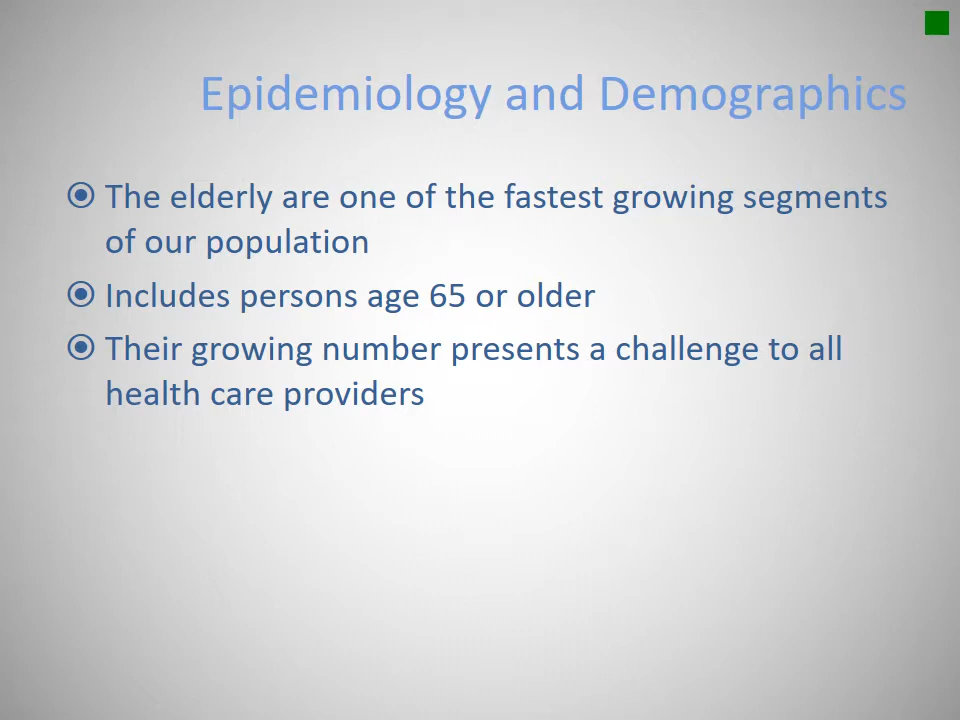 Epidemiology and Demographics
The elderly are one of the fastest growing segments
of our population
Includes persons age 65 or older
Their growing number presents a challenge to all
health care providers